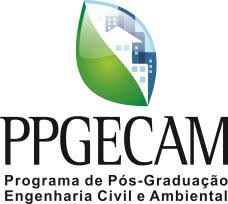 PPGECAM
Programa de Pós-Graduação
Engenharia Civil e Ambiental